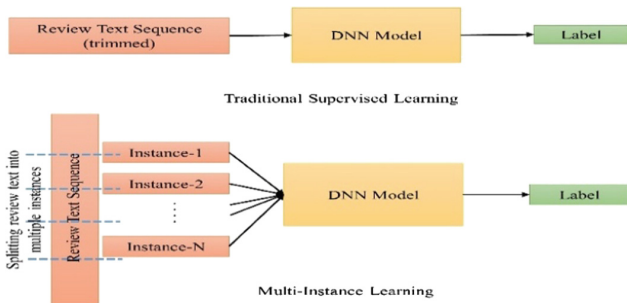 Review Text Sequence
(trimmed)
DNN Model
Label
Traditional Supervised Learning
Splitting review text into
multiple instances
Review Text Sequence
Instance-1
Instance-2
Instance-N
DNN Model
Label
Multi-Instance Learning